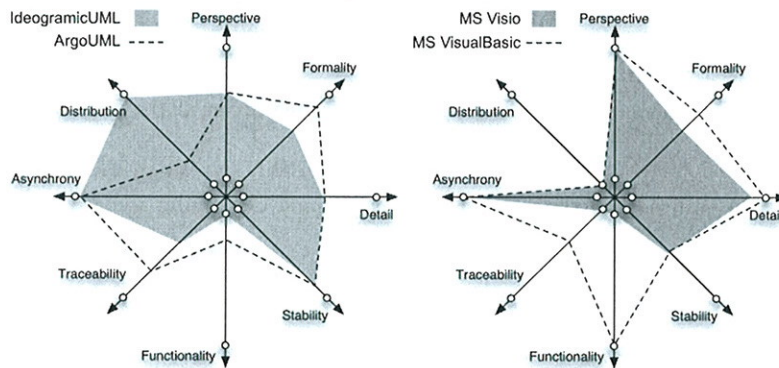 IdeogramicUML
ArgoUML
Perspective
Formality
Distribution
Asynchrony
Detail
Traceability
Stability
Functionality
MS Visio
MS VisualBasic
Perspective
Formality
Distribution
Asynchrony
Detail
Traceability
Stability
Functionality